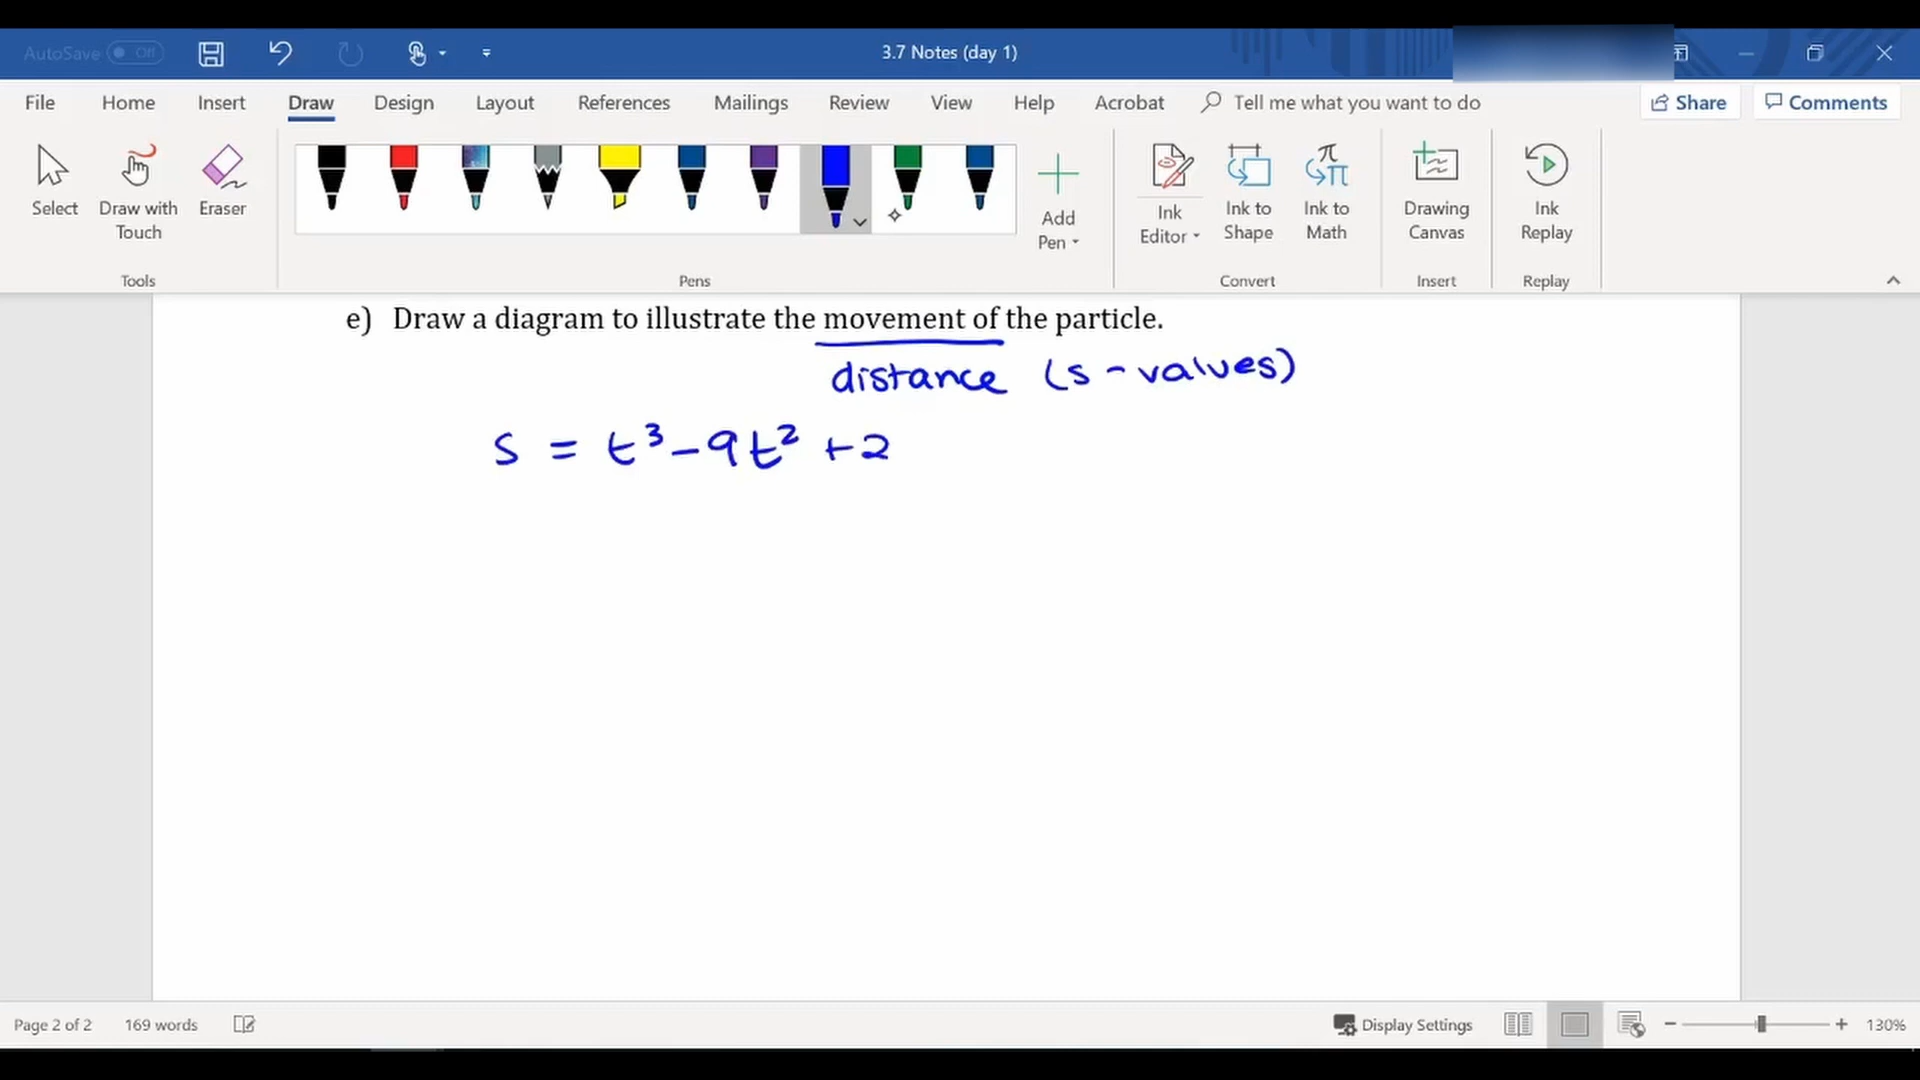 AutoSave Off 3.7 Notes (day 1)
File Home Insert Draw Design Layout References Mailings Review View Help Acrobat Tell me what you want to do Share Comments
Select Draw with Touch Eraser Add Pen Ink Editor Ink to Shape Ink to Math Drawing Canvas Ink Replay
Tools Pens Convert Insert Replay
e) Draw a diagram to illustrate the movement of the particle.
distance (s - values)
s = t³ - 9t² + 2
Page 2 of 2 169 words Display Settings 130%